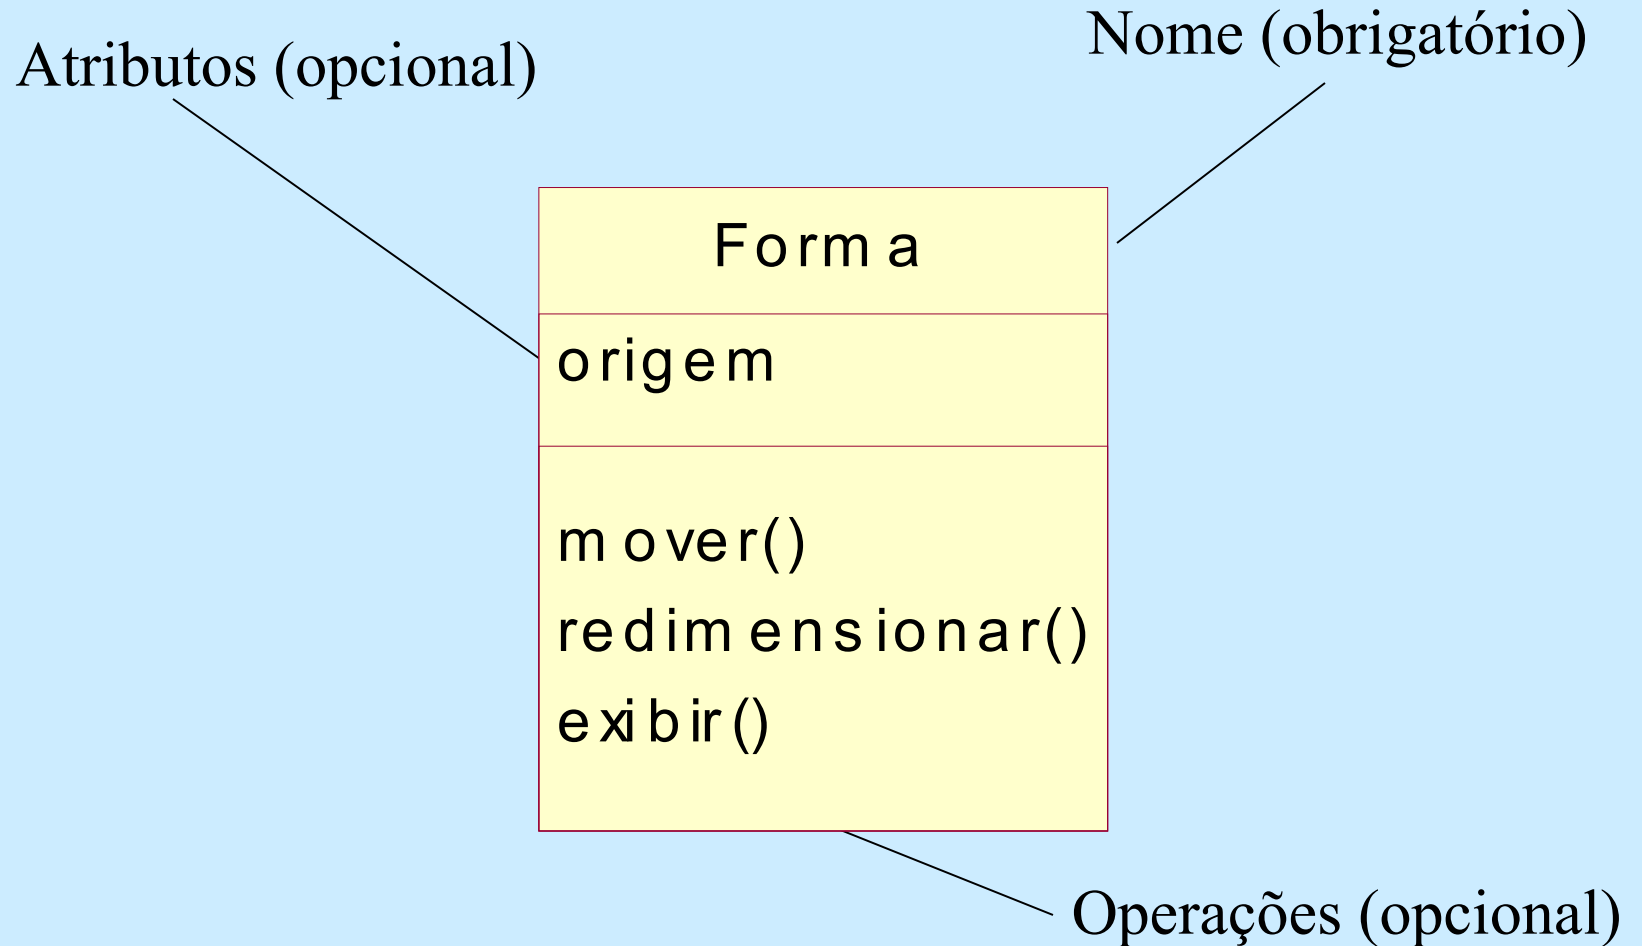 Nome (obrigatório)
Atributos (opcional)
Forma
origem
mover()
redimensionar()
exibir()
Operações (opcional)